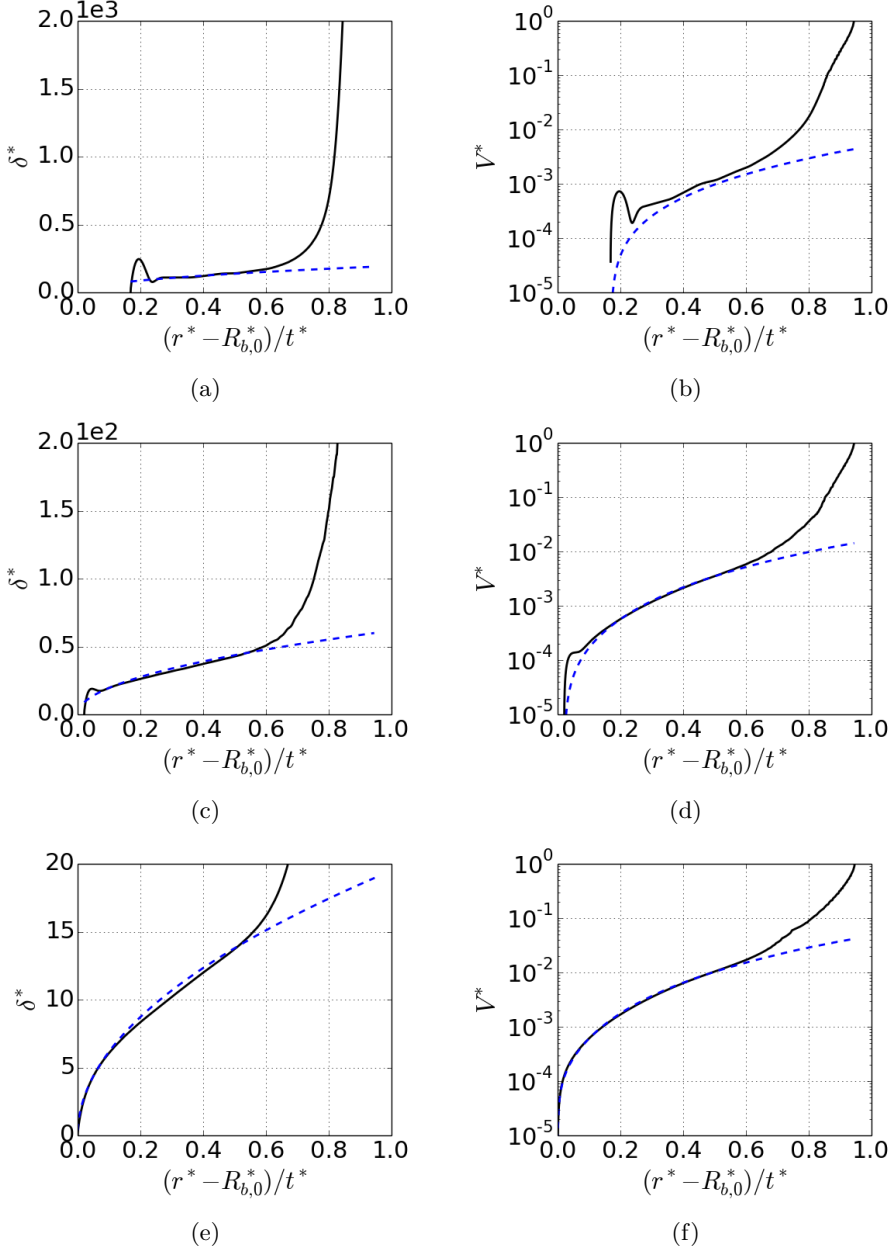 2.0 1e3
1.5
1.0
0.5
0.0
δ*
0.0 0.2 0.4 0.6 0.8 1.0
(r* − R*b,0)/t*
(a)
10^0
10^-1
10^-2
10^-3
10^-4
10^-5
V*
0.0 0.2 0.4 0.6 0.8 1.0
(r* − R*b,0)/t*
(b)
2.0 1e2
1.5
1.0
0.5
0.0
δ*
0.0 0.2 0.4 0.6 0.8 1.0
(r* − R*b,0)/t*
(c)
10^0
10^-1
10^-2
10^-3
10^-4
10^-5
V*
0.0 0.2 0.4 0.6 0.8 1.0
(r* − R*b,0)/t*
(d)
20
15
10
5
0
δ*
0.0 0.2 0.4 0.6 0.8 1.0
(r* − R*b,0)/t*
(e)
10^0
10^-1
10^-2
10^-3
10^-4
10^-5
V*
0.0 0.2 0.4 0.6 0.8 1.0
(r* − R*b,0)/t*
(f)